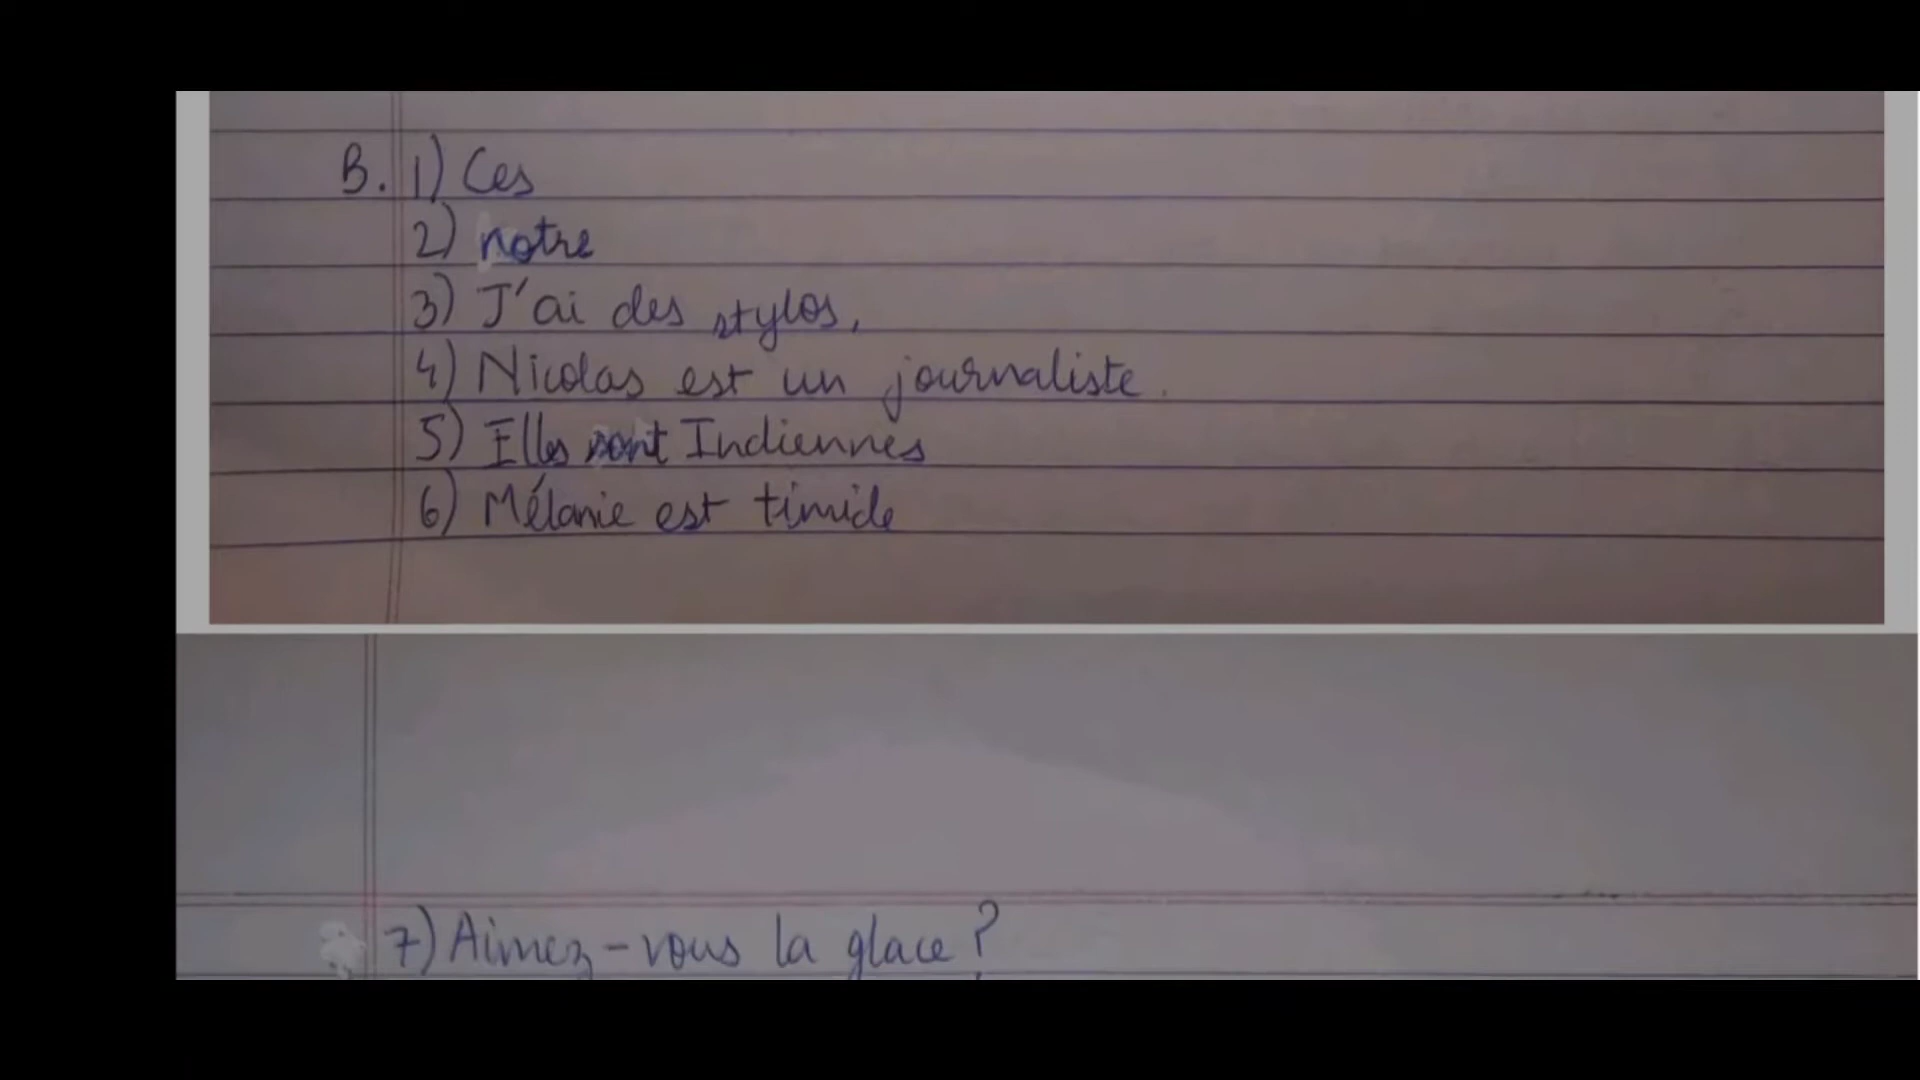 B. 1) Ces
2) notre
3) J'ai des stylos.
4) Nicolas est un journaliste.
5) Elles sont Indiennes
6) Mélanie est timide
7) Aimez-vous la glace?